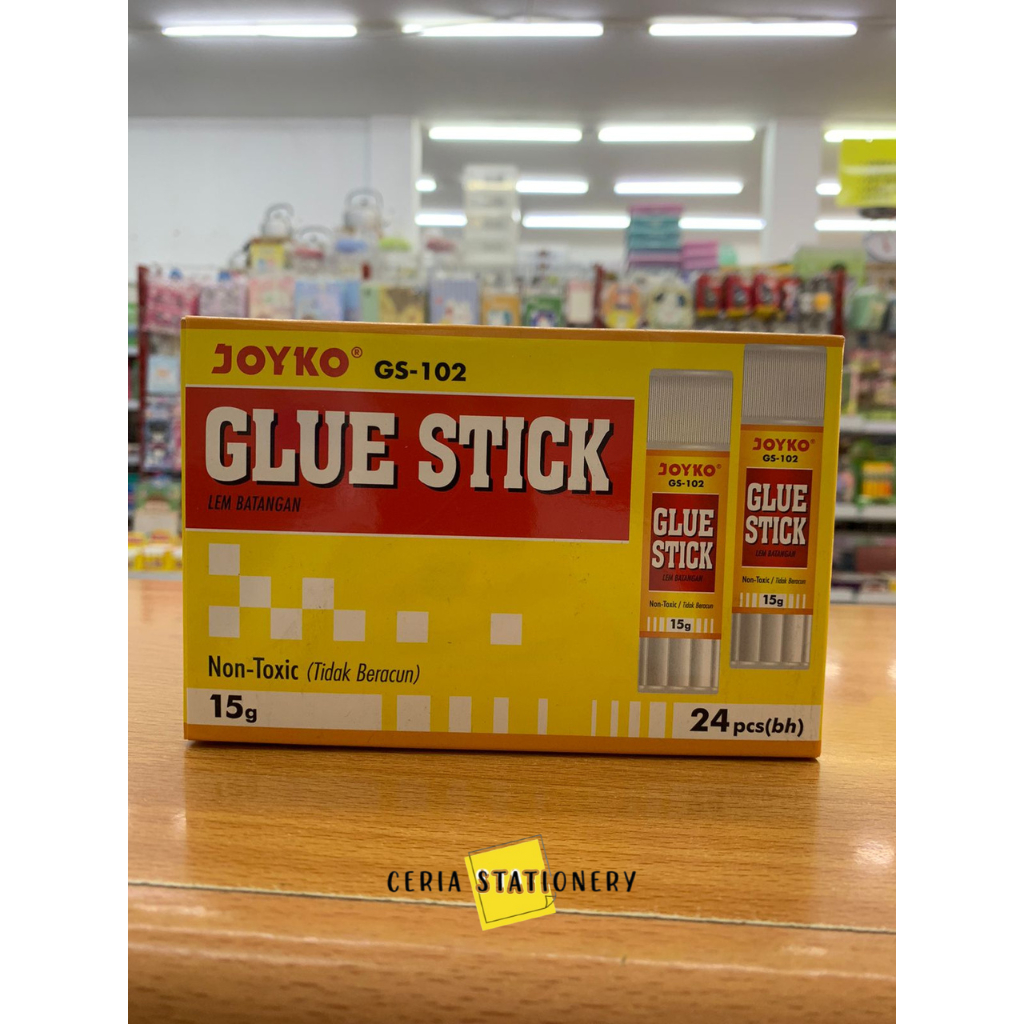 JOYKO® GS-102
GLUE STICK
LEM BATANGAN
Non-Toxic (Tidak Beracun)
15g
24 pcs(bh)
JOYKO®
GS-102
GLUE
STICK
LEM BATANGAN
Non-Toxic / Tidak Beracun
15g
JOYKO®
GS-102
GLUE
STICK
LEM BATANGAN
Non-Toxic / Tidak Beracun
15g
CERIA STATIONERY